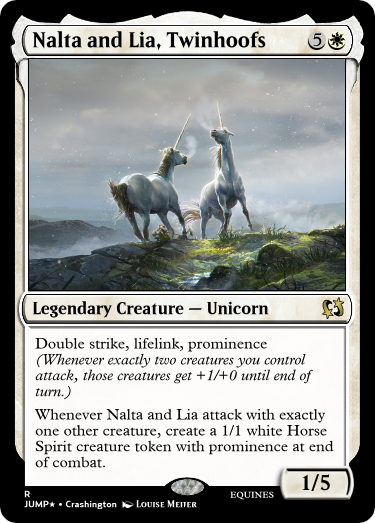 Nalta and Lia, Twinhoofs 5
Legendary Creature — Unicorn
Double strike, lifelink, prominence
(Whenever exactly two creatures you control
attack, those creatures get +1/+0 until end of
turn.)
Whenever Nalta and Lia attack with exactly
one other creature, create a 1/1 white Horse
Spirit creature token with prominence at end
of combat.
1/5
R
JUMP★ • Crashington Louise Meijer
EQUINES